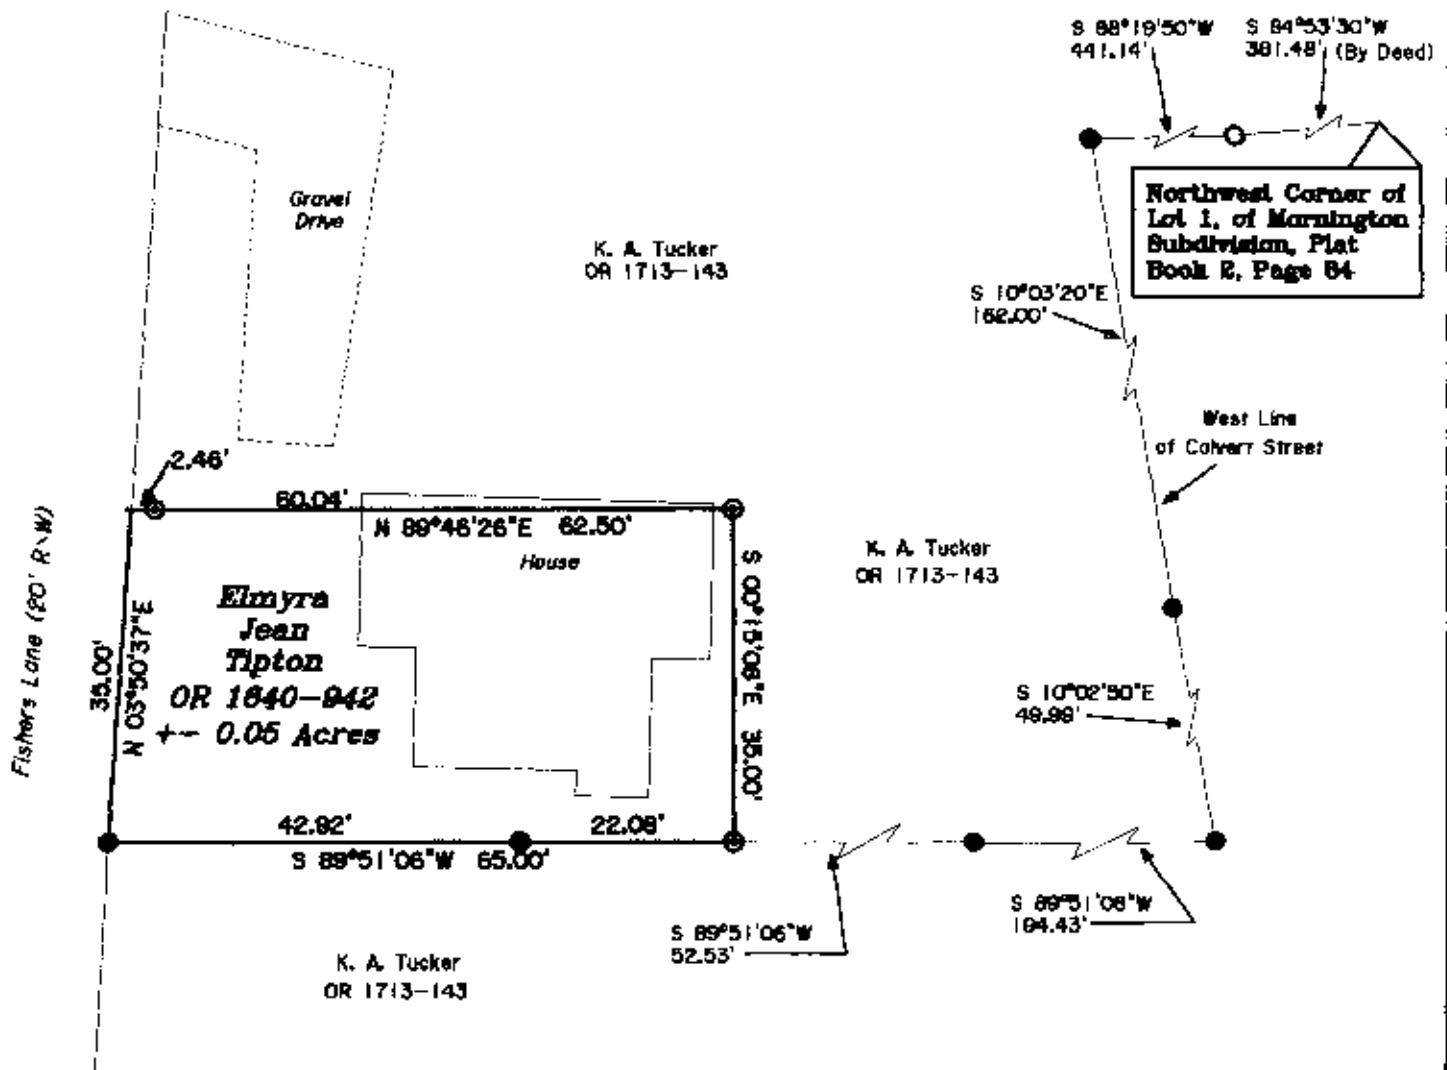 S 88°19'50"W
441.14'
S 84°53'30"W
381.48' (By Deed)
Northwest Corner of
Lot 1, of Mornington
Subdivision, Plat
Book 2, Page 84
Gravel
Drive
K. A. Tucker
OR 1713-143
S 10°03'20"E
162.00'
West Line
of Calverr Street
2.46'
60.04'
N 89°46'26"E 62.50'
House
K. A. Tucker
OR 1713-143
Fishers Lane (20' R\W)
35.00'
N 03°50'37"E
Elmyra
Jean
Tipton
OR 1640-942
+- 0.05 Acres
S 00°15'08"E 35.00'
S 10°02'50"E
49.99'
42.92'
22.08'
S 89°51'06"W 65.00'
S 89°51'06"W
52.53'
S 89°51'06"W
194.43'
K. A. Tucker
OR 1713-143